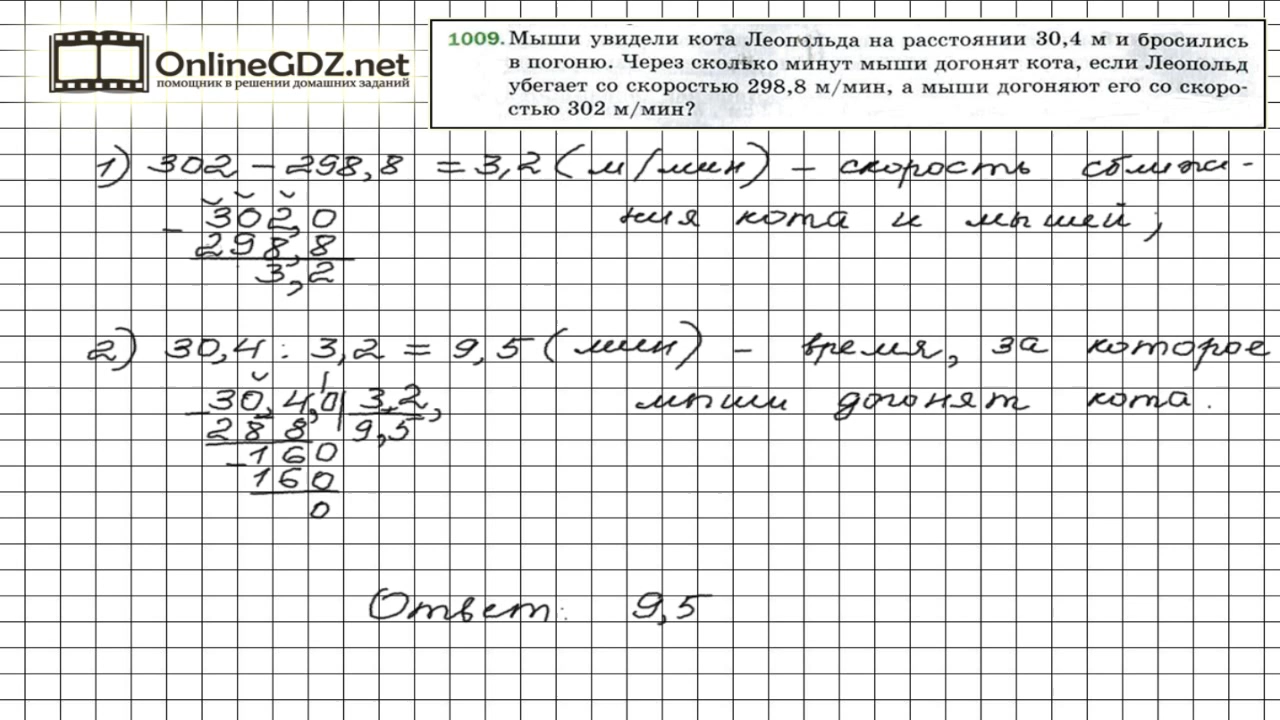 OnlineGDZ.net
помощник в решении домашних заданий
1009. Мыши увидели кота Леопольда на расстоянии 30,4 м и бросились
в погоню. Через сколько минут мыши догонят кота, если Леопольд
убегает со скоростью 298,8 м/мин, а мыши догоняют его со скоро-
стью 302 м/мин?
1) 302 - 298,8 = 3,2 (м/мин) - скорость сближе-
ния кота и мышей;
- 302,0
298,8
3,2
2) 30,4 : 3,2 = 9,5 (мин) - время, за которое
мыши догонят кота.
- 30,4,0 | 3,2,
288 9,5
- 160
160
0
Ответ: 9,5